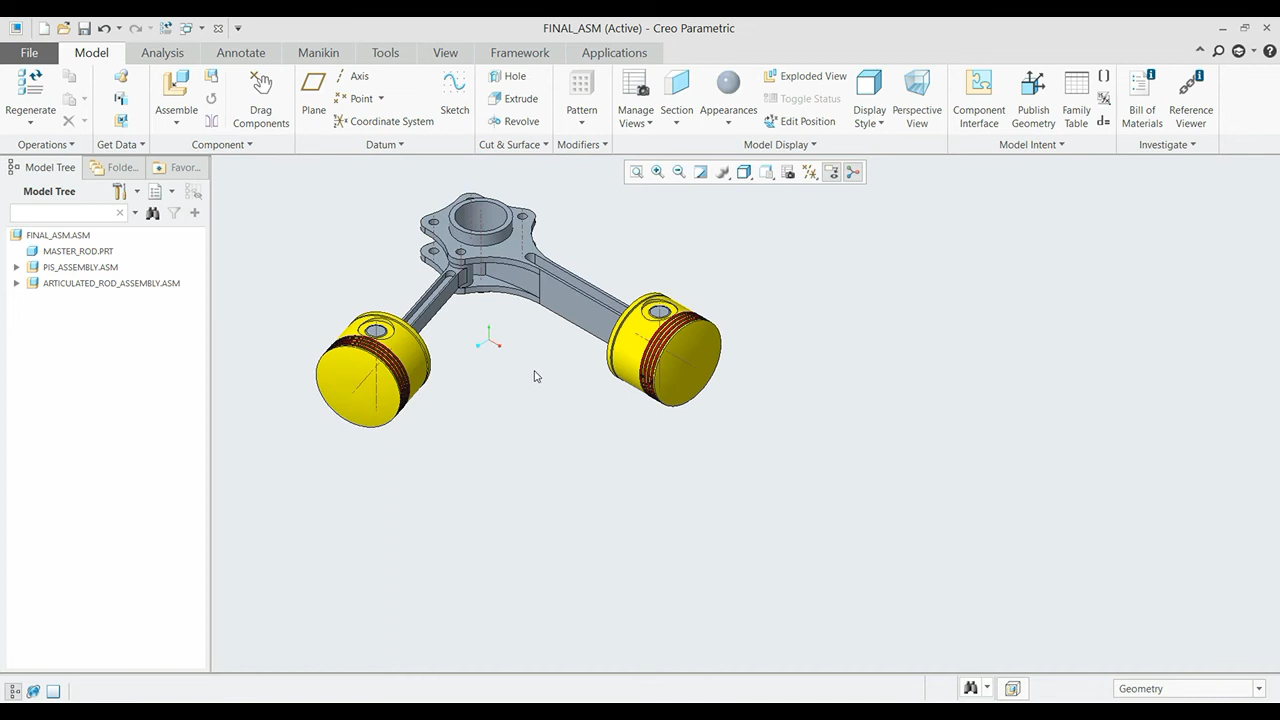 FINAL_ASM (Active) - Creo Parametric
File Model Analysis Annotate Manikin Tools View Framework Applications
Regenerate
Operations
Get Data
Assemble
Drag Components
Component
Plane
Axis
Point
Coordinate System
Sketch
Datum
Hole
Extrude
Revolve
Cut & Surface
Pattern
Modifiers
Manage Views
Section
Appearances
Exploded View
Toggle Status
Edit Position
Display Style
Perspective View
Model Display
Component Interface
Publish Geometry
Family Table
d=
Model Intent
Bill of Materials
Reference Viewer
Investigate
Model Tree Folde... Favor...
Model Tree
FINAL_ASM.ASM
MASTER_ROD.PRT
PIS_ASSEMBLY.ASM
ARTICULATED_ROD_ASSEMBLY.ASM
Geometry